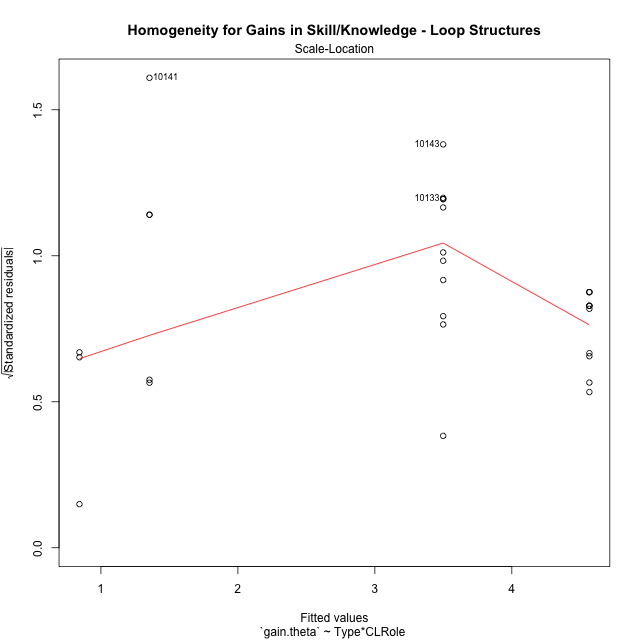 Homogeneity for Gains in Skill/Knowledge - Loop Structures
Scale-Location
10141
10143
10133
1.5
1.0
0.5
0.0
√|Standardized residuals|
1 2 3 4
Fitted values
`gain.theta` ~ Type*CLRole